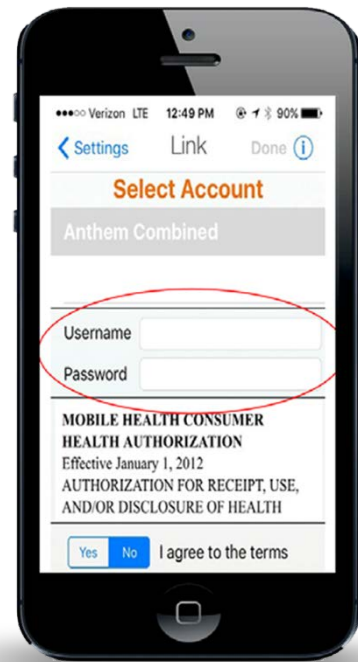 Verizon LTE 12:49 PM 90%
Settings Link Done i
Select Account
Anthem Combined
Username
Password
MOBILE HEALTH CONSUMER
HEALTH AUTHORIZATION
Effective January 1, 2012
AUTHORIZATION FOR RECEIPT, USE,
AND/OR DISCLOSURE OF HEALTH
Yes No I agree to the terms